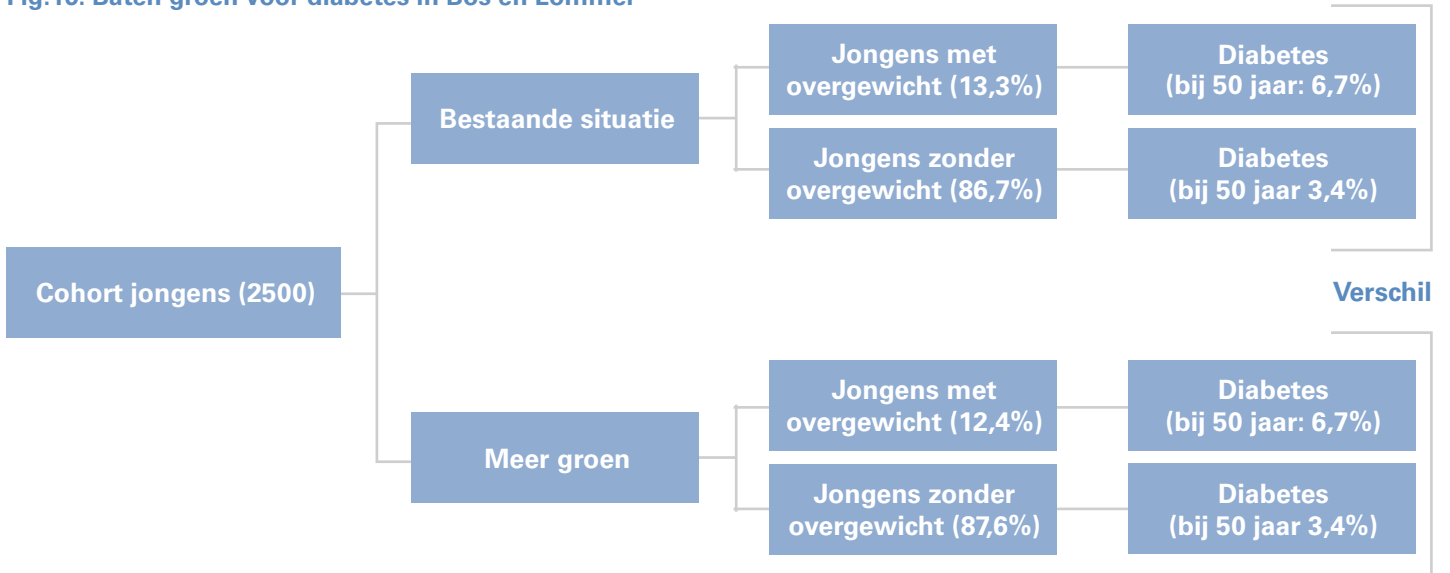 Jongens met
overgewicht (13,3%)
Diabetes
(bij 50 jaar: 6,7%)
Bestaande situatie
Jongens zonder
overgewicht (86,7%)
Diabetes
(bij 50 jaar 3,4%)
Cohort jongens (2500)
Verschil
Jongens met
overgewicht (12,4%)
Diabetes
(bij 50 jaar: 6,7%)
Meer groen
Jongens zonder
overgewicht (87,6%)
Diabetes
(bij 50 jaar 3,4%)